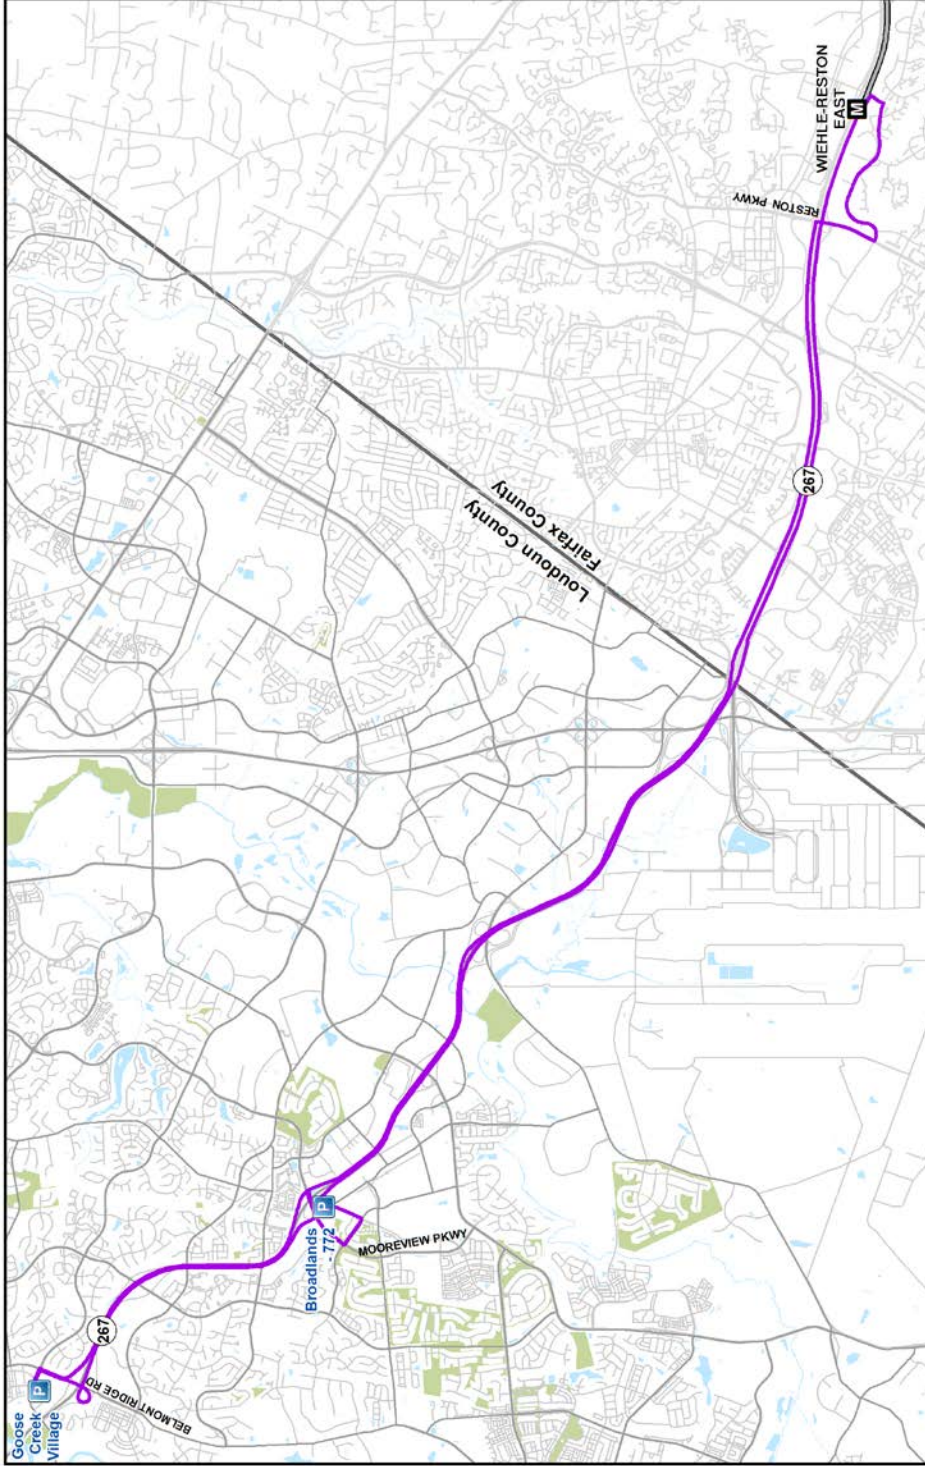 Goose
Creek
Village
P
267
BELMONT RIDGE RD
Broadlands
- 772
P
MOOREVIEW PKWY
Loudoun County
Fairfax County
267
RESTON PKWY
WIEHLE-RESTON
EAST
M